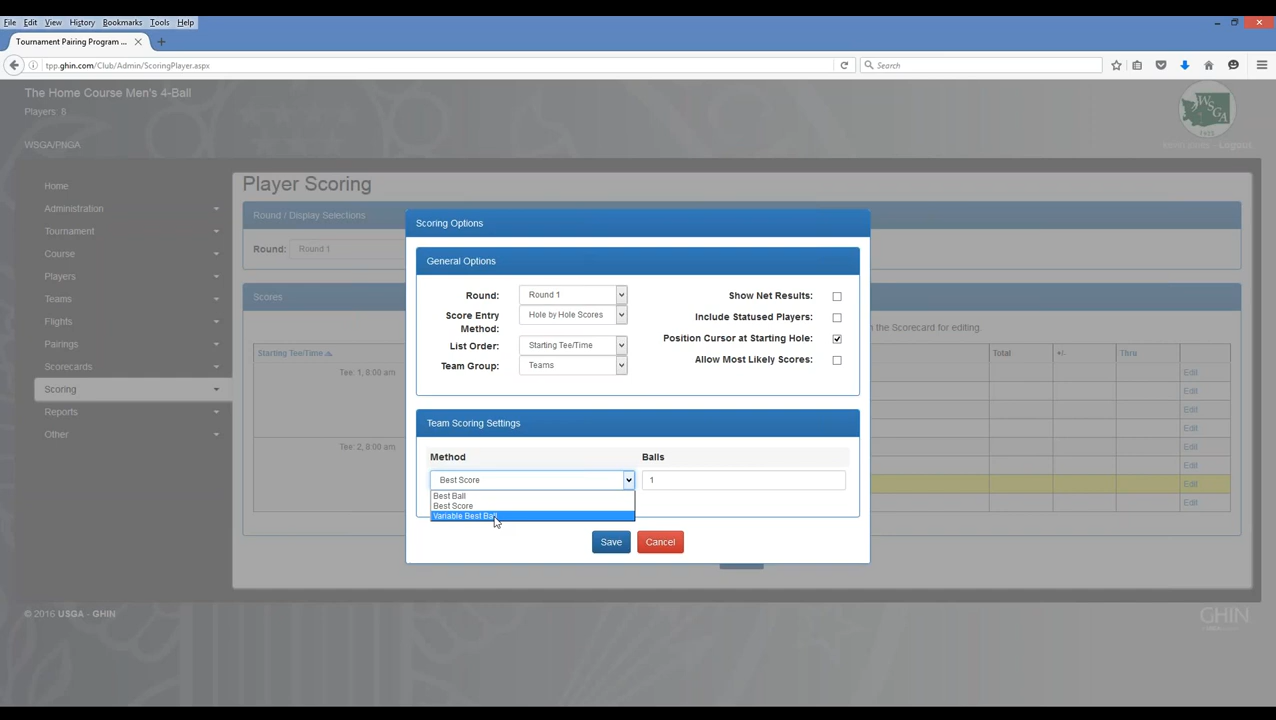 File Edit View History Bookmarks Tools Help
Tournament Pairing Program ...
tpp.ghin.com/Club/Admin/ScoringPlayer.aspx
Search
The Home Course Men's 4-Ball
Players: 8
WSGA/PNGA
WSGA
Logout
Home
Administration
Tournament
Course
Players
Teams
Flights
Pairings
Scorecards
Scoring
Reports
Other
Player Scoring
Round / Display Selections
Round: Round 1
Scores
n the Scorecard for editing.
Starting Tee/Time
Total +/- Thru
Tee: 1, 8:00 am
Edit
Edit
Edit
Edit
Tee: 2, 8:00 am
Edit
Edit
Edit
Edit
Scoring Options
General Options
Round: Round 1
Score Entry Method: Hole by Hole Scores
List Order: Starting Tee/Time
Team Group: Teams
Show Net Results:
Include Statused Players:
Position Cursor at Starting Hole:
Allow Most Likely Scores:
Team Scoring Settings
Method Balls
Best Score 1
Best Ball
Best Score
Variable Best Ball
Save Cancel
© 2016 USGA - GHIN
GHIN